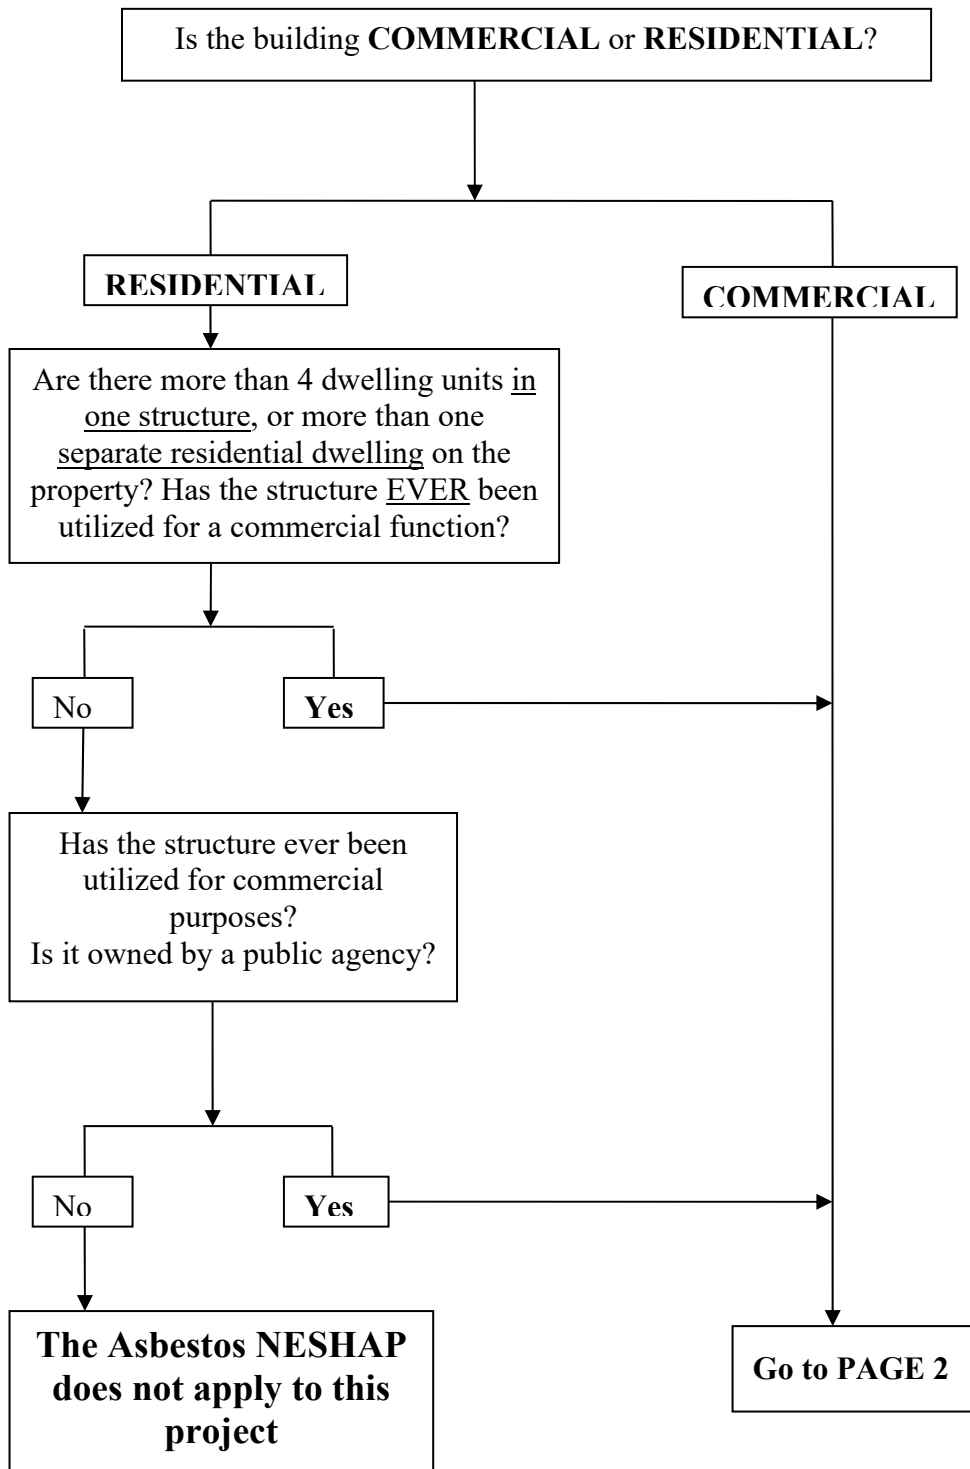 Is the building COMMERCIAL or RESIDENTIAL?
RESIDENTIAL
COMMERCIAL
Are there more than 4 dwelling units in
one structure, or more than one
separate residential dwelling on the
property? Has the structure EVER been
utilized for a commercial function?
No
Yes
Has the structure ever been
utilized for commercial
purposes?
Is it owned by a public agency?
No
Yes
The Asbestos NESHAP
does not apply to this
project
Go to PAGE 2